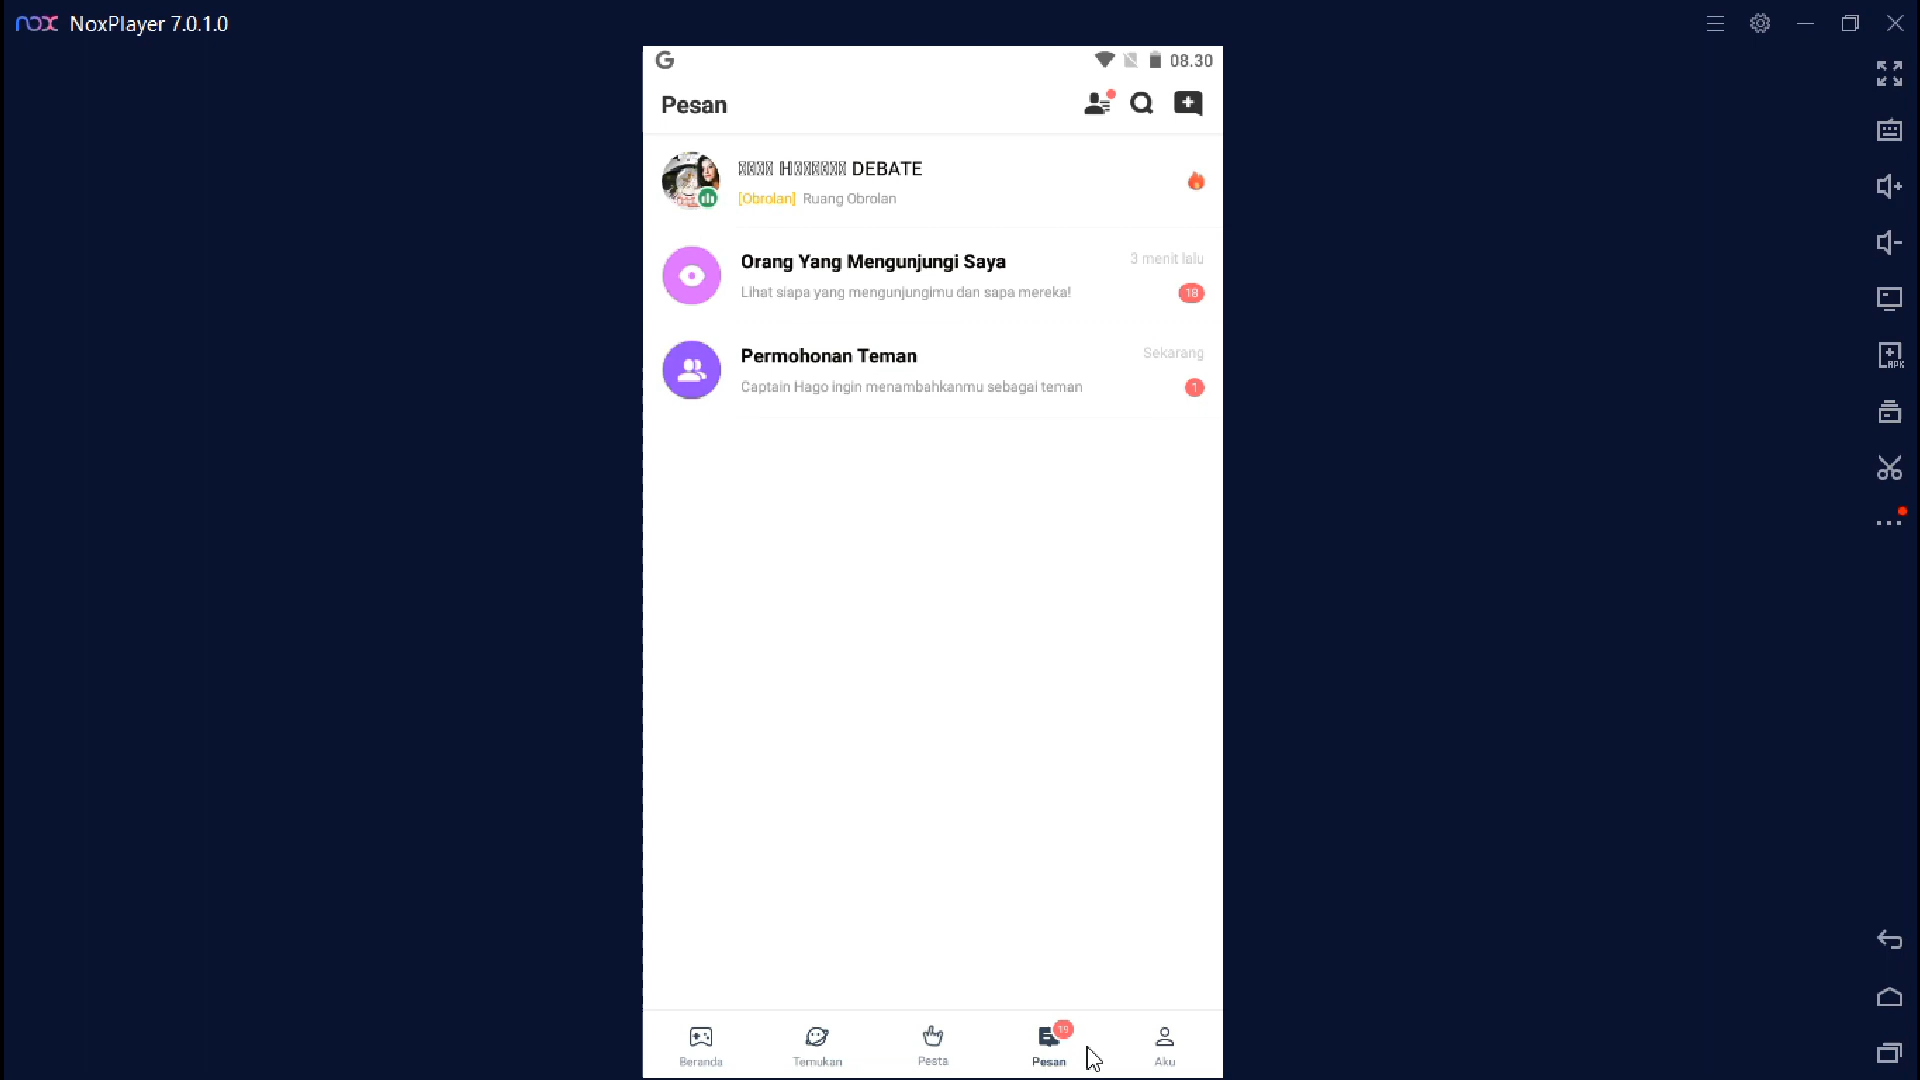 nox NoxPlayer 7.0.1.0
G 08.30
Pesan
H DEBATE
[Obrolan] Ruang Obrolan
Orang Yang Mengunjungi Saya 3 menit lalu
Lihat siapa yang mengunjungimu dan sapa mereka! 18
Permohonan Teman Sekarang
Captain Hago ingin menambahkanmu sebagai teman 1
APK
19
Beranda Temukan Pesta Pesan Aku